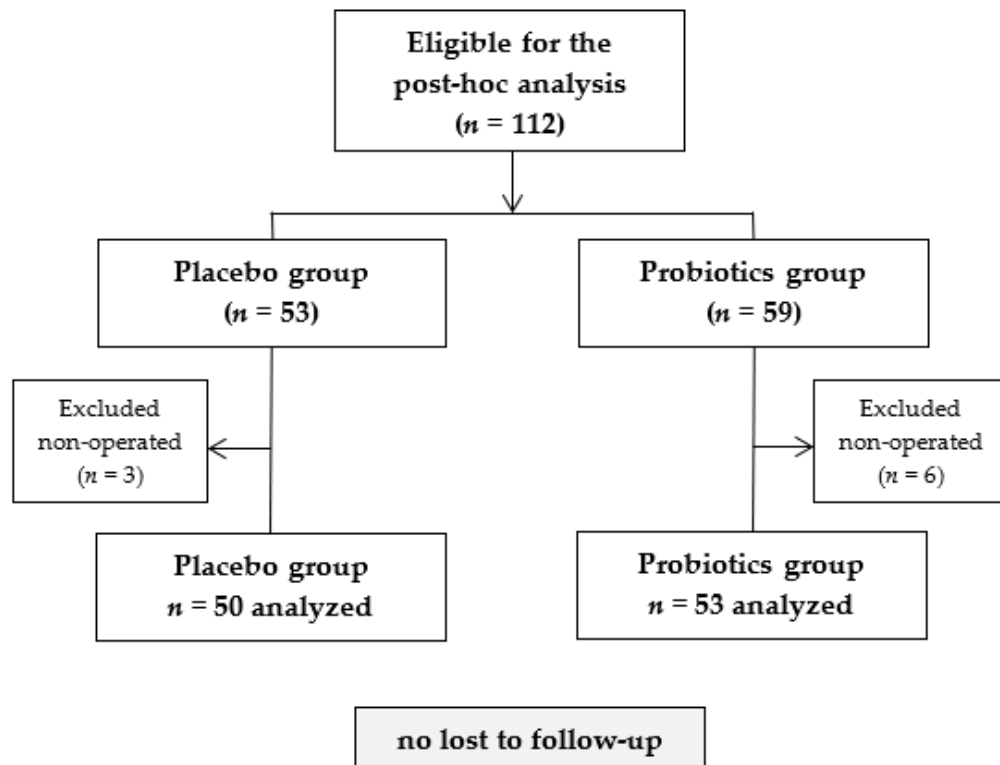 Eligible for the
post-hoc analysis
(n = 112)
Placebo group
(n = 53)
Probiotics group
(n = 59)
Excluded
non-operated
(n = 3)
Excluded
non-operated
(n = 6)
Placebo group
n = 50 analyzed
Probiotics group
n = 53 analyzed
no lost to follow-up